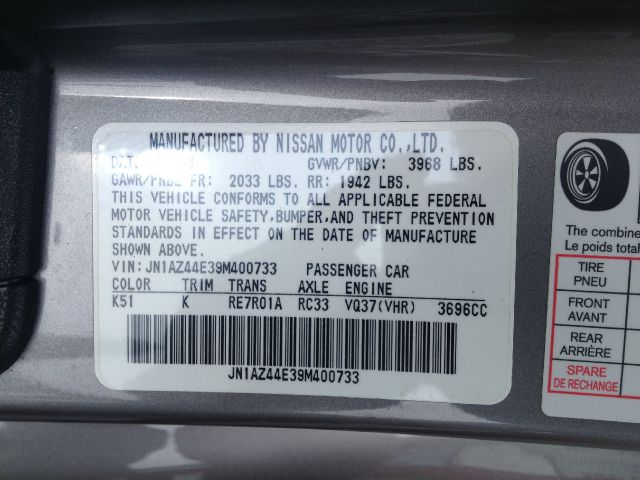 MANUFACTURED BY NISSAN MOTOR CO.,LTD.
GVWR/PNBV: 3968 LBS.
GAWR/PNBE FR: 2033 LBS. RR: 1942 LBS.
THIS VEHICLE CONFORMS TO ALL APPLICABLE FEDERAL
MOTOR VEHICLE SAFETY,BUMPER,AND THEFT PREVENTION
STANDARDS IN EFFECT ON THE DATE OF MANUFACTURE
SHOWN ABOVE.
VIN: JN1AZ44E39M400733 PASSENGER CAR
COLOR TRIM TRANS AXLE ENGINE
K51 K RE7R01A RC33 VQ37(VHR) 3696CC
JN1AZ44E39M400733
The combine
Le poids total
TIRE
PNEU
FRONT
AVANT
REAR
ARRIÈRE
SPARE
DE RECHANGE